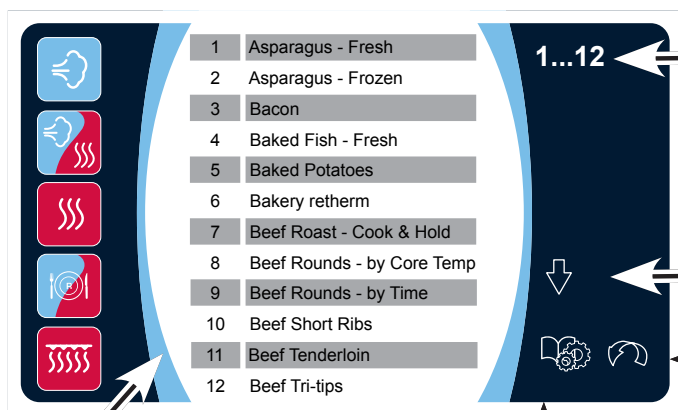 1 Asparagus - Fresh
1...12
2 Asparagus - Frozen
3 Bacon
4 Baked Fish - Fresh
5 Baked Potatoes
6 Bakery retherm
7 Beef Roast - Cook & Hold
8 Beef Rounds - by Core Temp
9 Beef Rounds - by Time
10 Beef Short Ribs
11 Beef Tenderloin
12 Beef Tri-tips
R